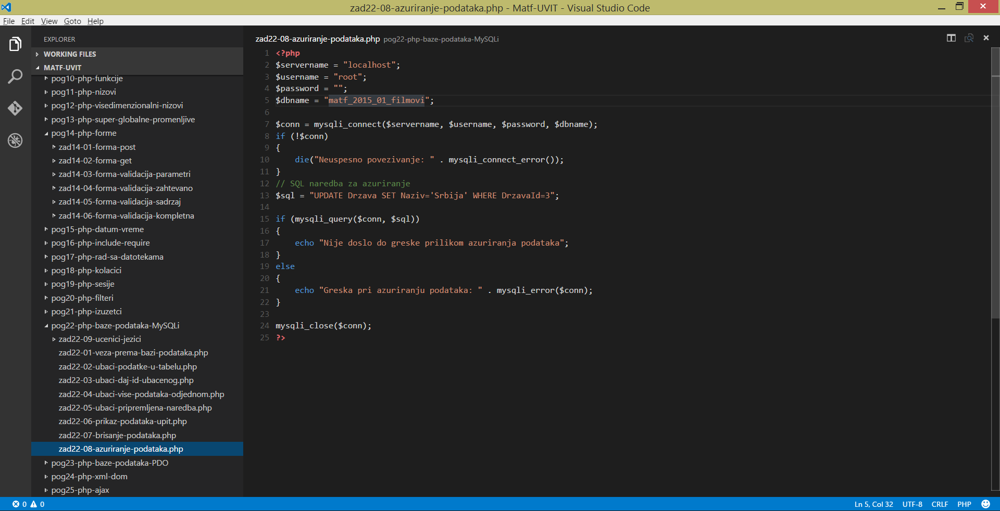 zad22-08-azuriranje-podataka.php - Matf-UVIT - Visual Studio Code
File Edit View Goto Help
EXPLORER
WORKING FILES
MATF-UVIT
pog10-php-funkcije
pog11-php-nizovi
pog12-php-visedimenzionalni-nizovi
pog13-php-super-globalne-promenljive
pog14-php-forme
zad14-01-forma-post
zad14-02-forma-get
zad14-03-forma-validacija-parametri
zad14-04-forma-validacija-zahtevano
zad14-05-forma-validacija-sadrzaj
zad14-06-forma-validacija-kompletna
pog15-php-datum-vreme
pog16-php-include-require
pog17-php-rad-sa-datotekama
pog18-php-kolacici
pog19-php-sesije
pog20-php-filteri
pog21-php-izuzetci
pog22-php-baze-podataka-MySQLi
zad22-09-ucenici-jezici
zad22-01-veza-prema-bazi-podataka.php
zad22-02-ubaci-podatke-u-tabelu.php
zad22-03-ubaci-daj-id-ubacenog.php
zad22-04-ubaci-vise-podataka-odjednom.php
zad22-05-ubaci-pripremljena-naredba.php
zad22-06-prikaz-podataka-upit.php
zad22-07-brisanje-podataka.php
zad22-08-azuriranje-podataka.php
pog23-php-baze-podataka-PDO
pog24-php-xml-dom
pog25-php-ajax
zad22-08-azuriranje-podataka.php pog22-php-baze-podataka-MySQLi
1 <?php
2 $servername = "localhost";
3 $username = "root";
4 $password = "";
5 $dbname = "matf_2015_01_filmovi";
6
7 $conn = mysqli_connect($servername, $username, $password, $dbname);
8 if (!$conn)
9 {
10     die("Neuspesno povezivanje: " . mysqli_connect_error());
11 }
12 // SQL naredba za azuriranje
13 $sql = "UPDATE Drzava SET Naziv='Srbija' WHERE DrzavaId=3";
14
15 if (mysqli_query($conn, $sql))
16 {
17     echo "Nije doslo do greske prilikom azuriranja podataka";
18 }
19 else
20 {
21     echo "Greska pri azuriranju podataka: " . mysqli_error($conn);
22 }
23
24 mysqli_close($conn);
25 ?>
0 0 Ln 5, Col 32 UTF-8 CRLF PHP